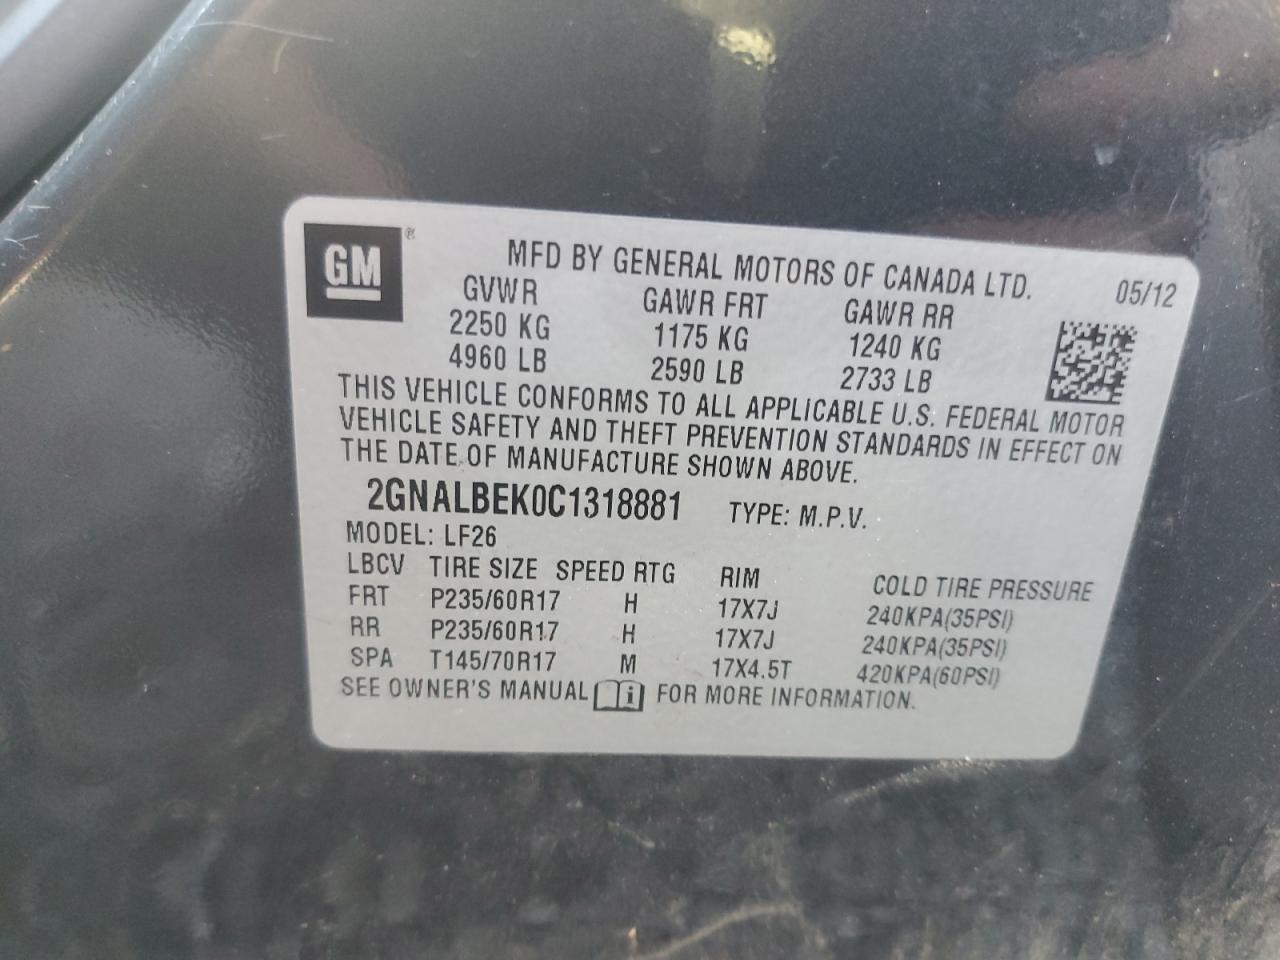 GM ®
MFD BY GENERAL MOTORS OF CANADA LTD. 05/12
GVWR GAWR FRT GAWR RR
2250 KG 1175 KG 1240 KG
4960 LB 2590 LB 2733 LB
THIS VEHICLE CONFORMS TO ALL APPLICABLE U.S. FEDERAL MOTOR
VEHICLE SAFETY AND THEFT PREVENTION STANDARDS IN EFFECT ON
THE DATE OF MANUFACTURE SHOWN ABOVE.
2GNALBEK0C1318881 TYPE: M.P.V.
MODEL: LF26
LBCV TIRE SIZE SPEED RTG RIM COLD TIRE PRESSURE
FRT P235/60R17 H 17X7J 240KPA(35PSI)
RR P235/60R17 H 17X7J 240KPA(35PSI)
SPA T145/70R17 M 17X4.5T 420KPA(60PSI)
SEE OWNER'S MANUAL i FOR MORE INFORMATION.